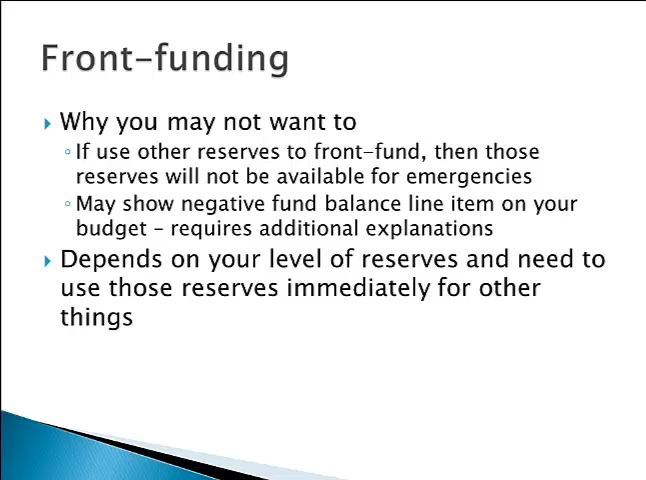 Front-funding
Why you may not want to
If use other reserves to front-fund, then those
reserves will not be available for emergencies
May show negative fund balance line item on your
budget – requires additional explanations
Depends on your level of reserves and need to
use those reserves immediately for other
things